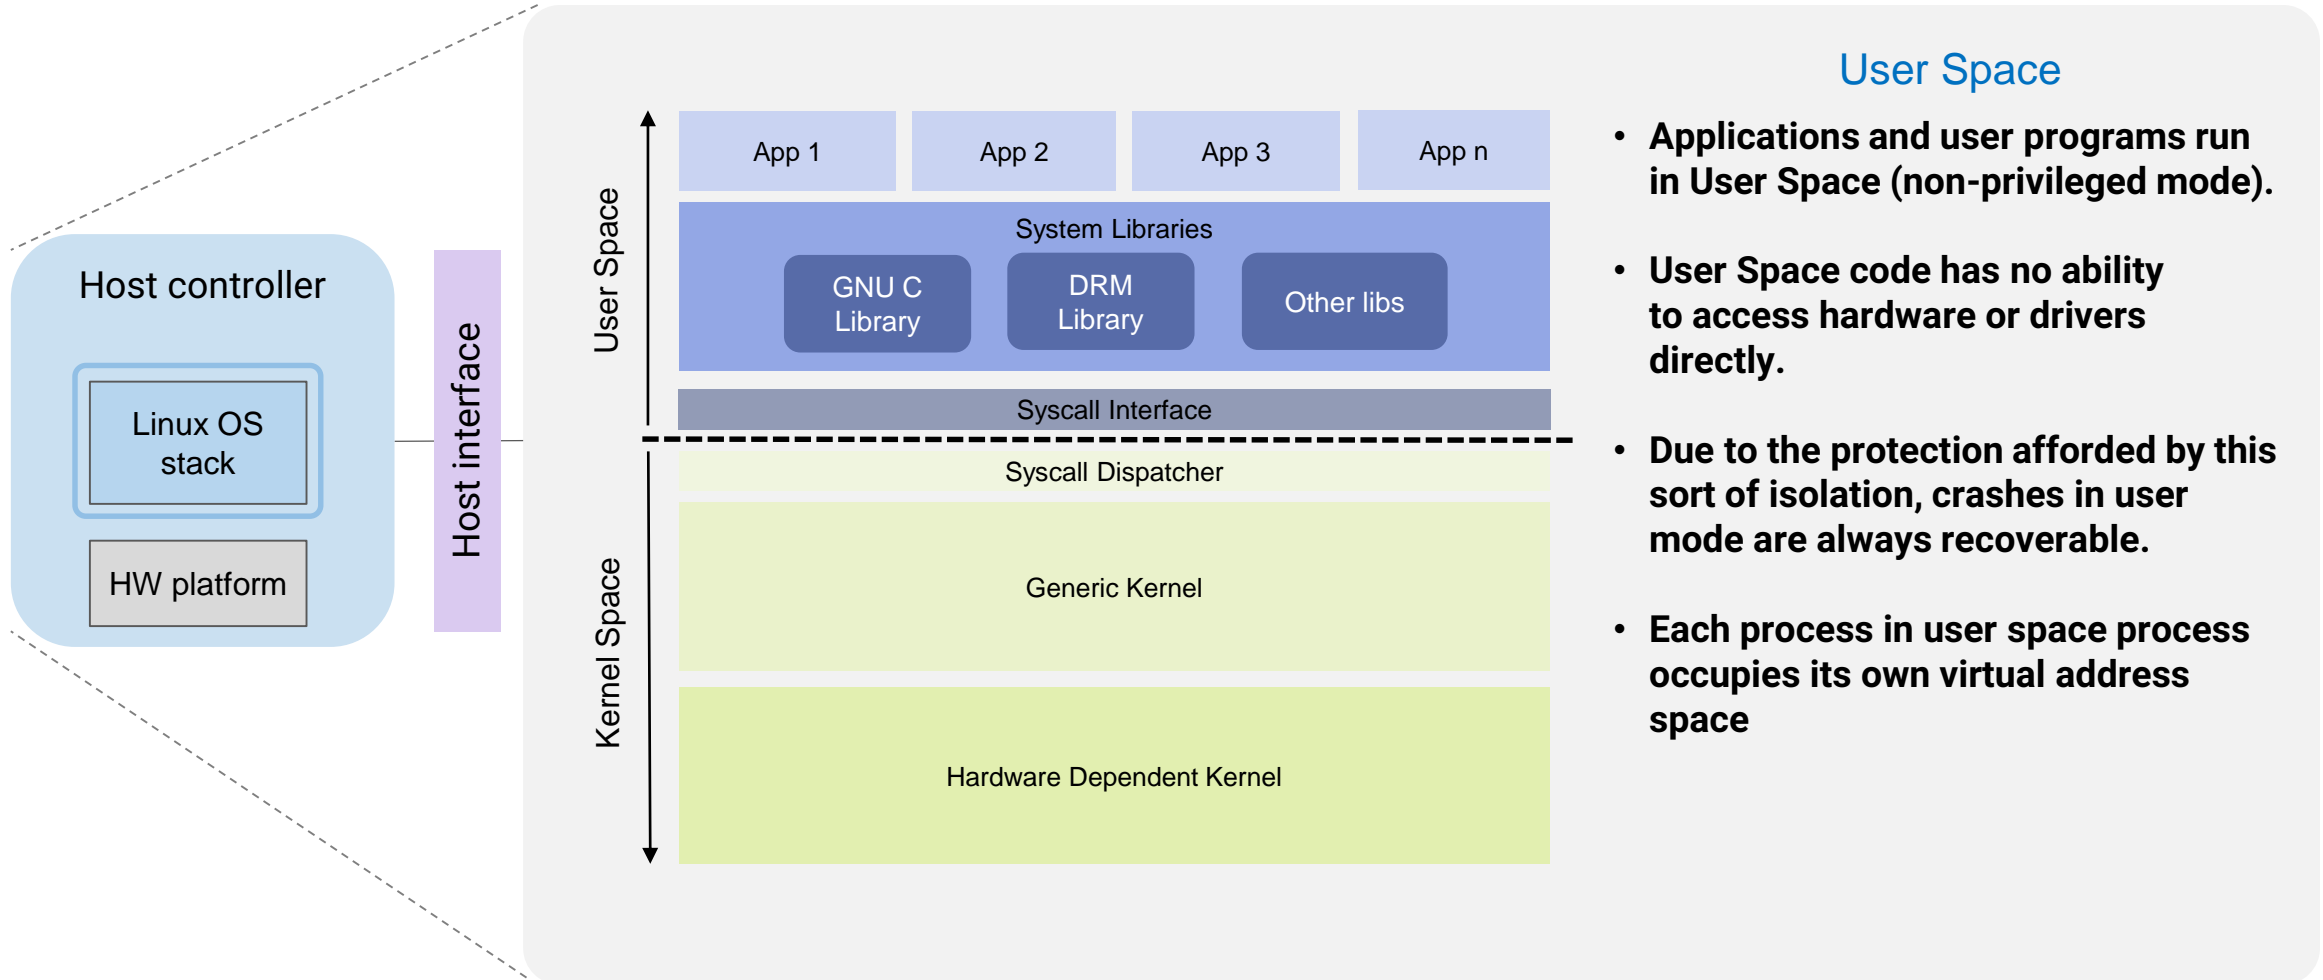 Host controller
Linux OS
stack
HW platform
Host interface
User Space
App 1
App 2
App 3
App n
System Libraries
GNU C
Library
DRM
Library
Other libs
Syscall Interface
Kernel Space
Syscall Dispatcher
Generic Kernel
Hardware Dependent Kernel
User Space
• Applications and user programs run
in User Space (non-privileged mode).
• User Space code has no ability
to access hardware or drivers
directly.
• Due to the protection afforded by this
sort of isolation, crashes in user
mode are always recoverable.
• Each process in user space process
occupies its own virtual address
space